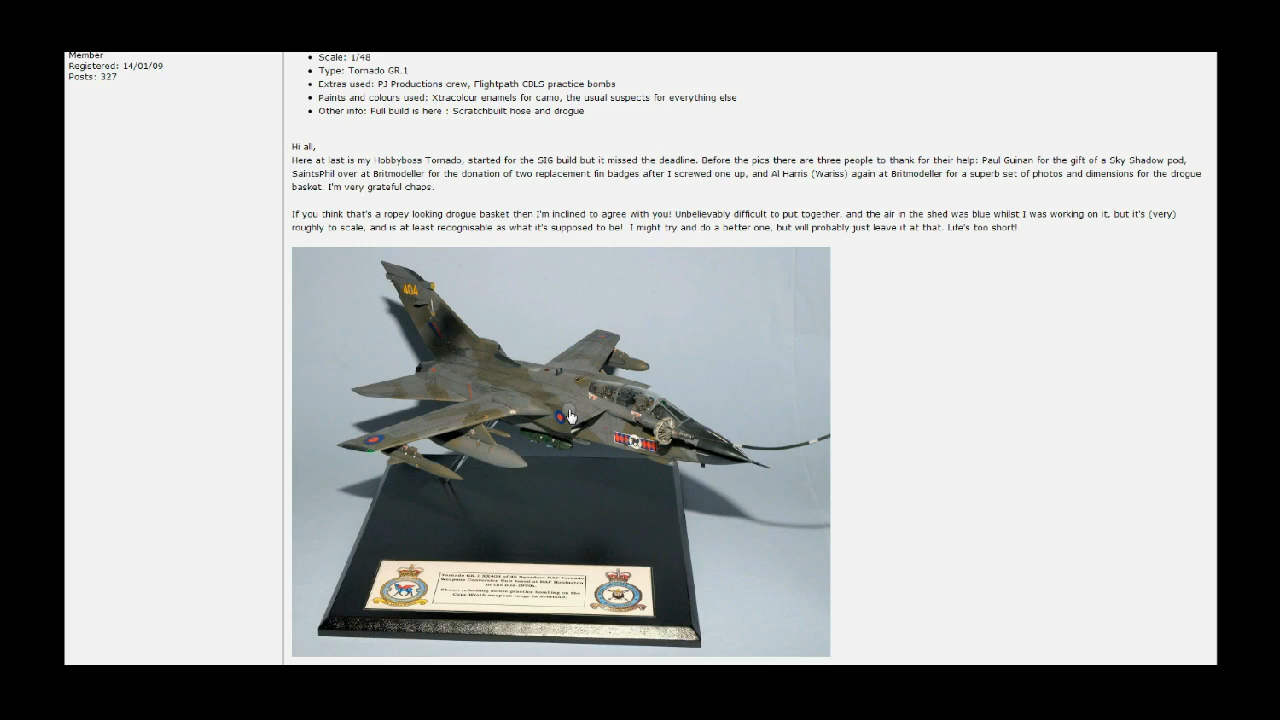 Member
Registered: 14/01/09
Posts: 327
Scale: 1/48
Type: Tornado GR.1
Extras used: PJ Productions crew, Flightpath CBLS practice bombs
Paints and colours used: Xtracolour enamels for camo, the usual suspects for everything else
Other info: Full build is here : Scratchbuilt hose and drogue
Hi all,
Here at last is my Hobbyboss Tornado, started for the SIG build but it missed the deadline. Before the pics there are three people to thank for their help: Paul Guinan for the gift of a Sky Shadow pod,
SaintsPhil over at Britmodeller for the donation of two replacement fin badges after I screwed one up, and Al Harris (Wariss) again at Britmodeller for a superb set of photos and dimensions for the drogue
basket. I'm very grateful chaps.
If you think that's a ropey looking drogue basket then I'm inclined to agree with you! Unbelievably difficult to put together, and the air in the shed was blue whilst I was working on it, but it's (very)
roughly to scale, and is at least recognisable as what it's supposed to be! I might try and do a better one, but will probably just leave it at that. Life's too short!
404